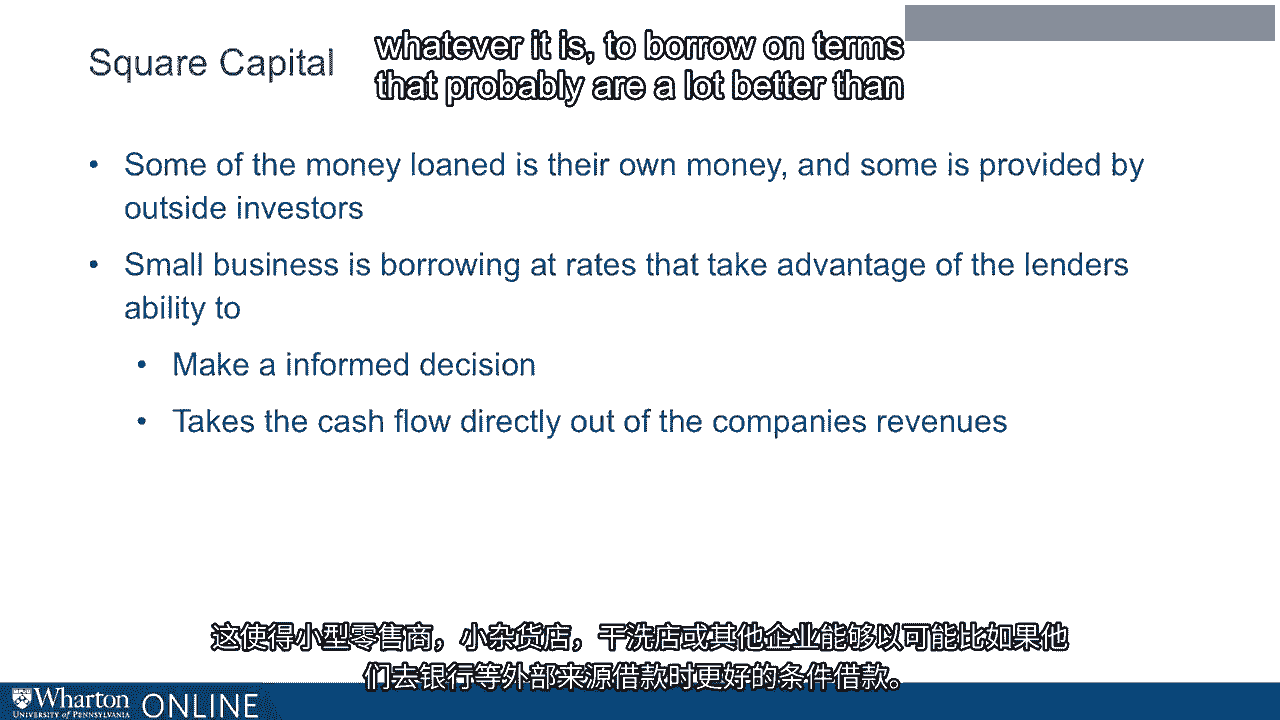 Square Capital
whatever it is, to borrow on terms
that probably are a lot better than
• Some of the money loaned is their own money, and some is provided by
outside investors
• Small business is borrowing at rates that take advantage of the lenders
ability to
• Make a informed decision
• Takes the cash flow directly out of the companies revenues
这使得小型零售商，小杂货店，干洗店或其他企业能够以可能比如果他
们去银行等外部来源借款时更好的条件借款。
Wharton
UNIVERSITY of PENNSYLVANIA
ONLINE